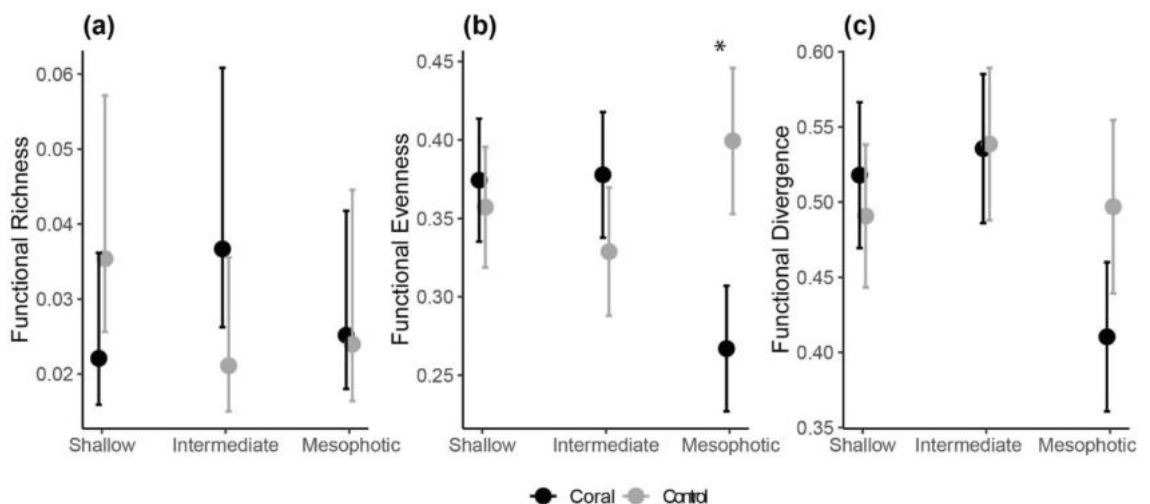 (a) (b) (c)
*
Functional Richness
0.06
0.05
0.04
0.03
0.02
Shallow Intermediate Mesophotic
Functional Evenness
0.45
0.40
0.35
0.30
0.25
Shallow Intermediate Mesophotic
Functional Divergence
0.60
0.55
0.50
0.45
0.40
0.35
Shallow Intermediate Mesophotic
Coral Control